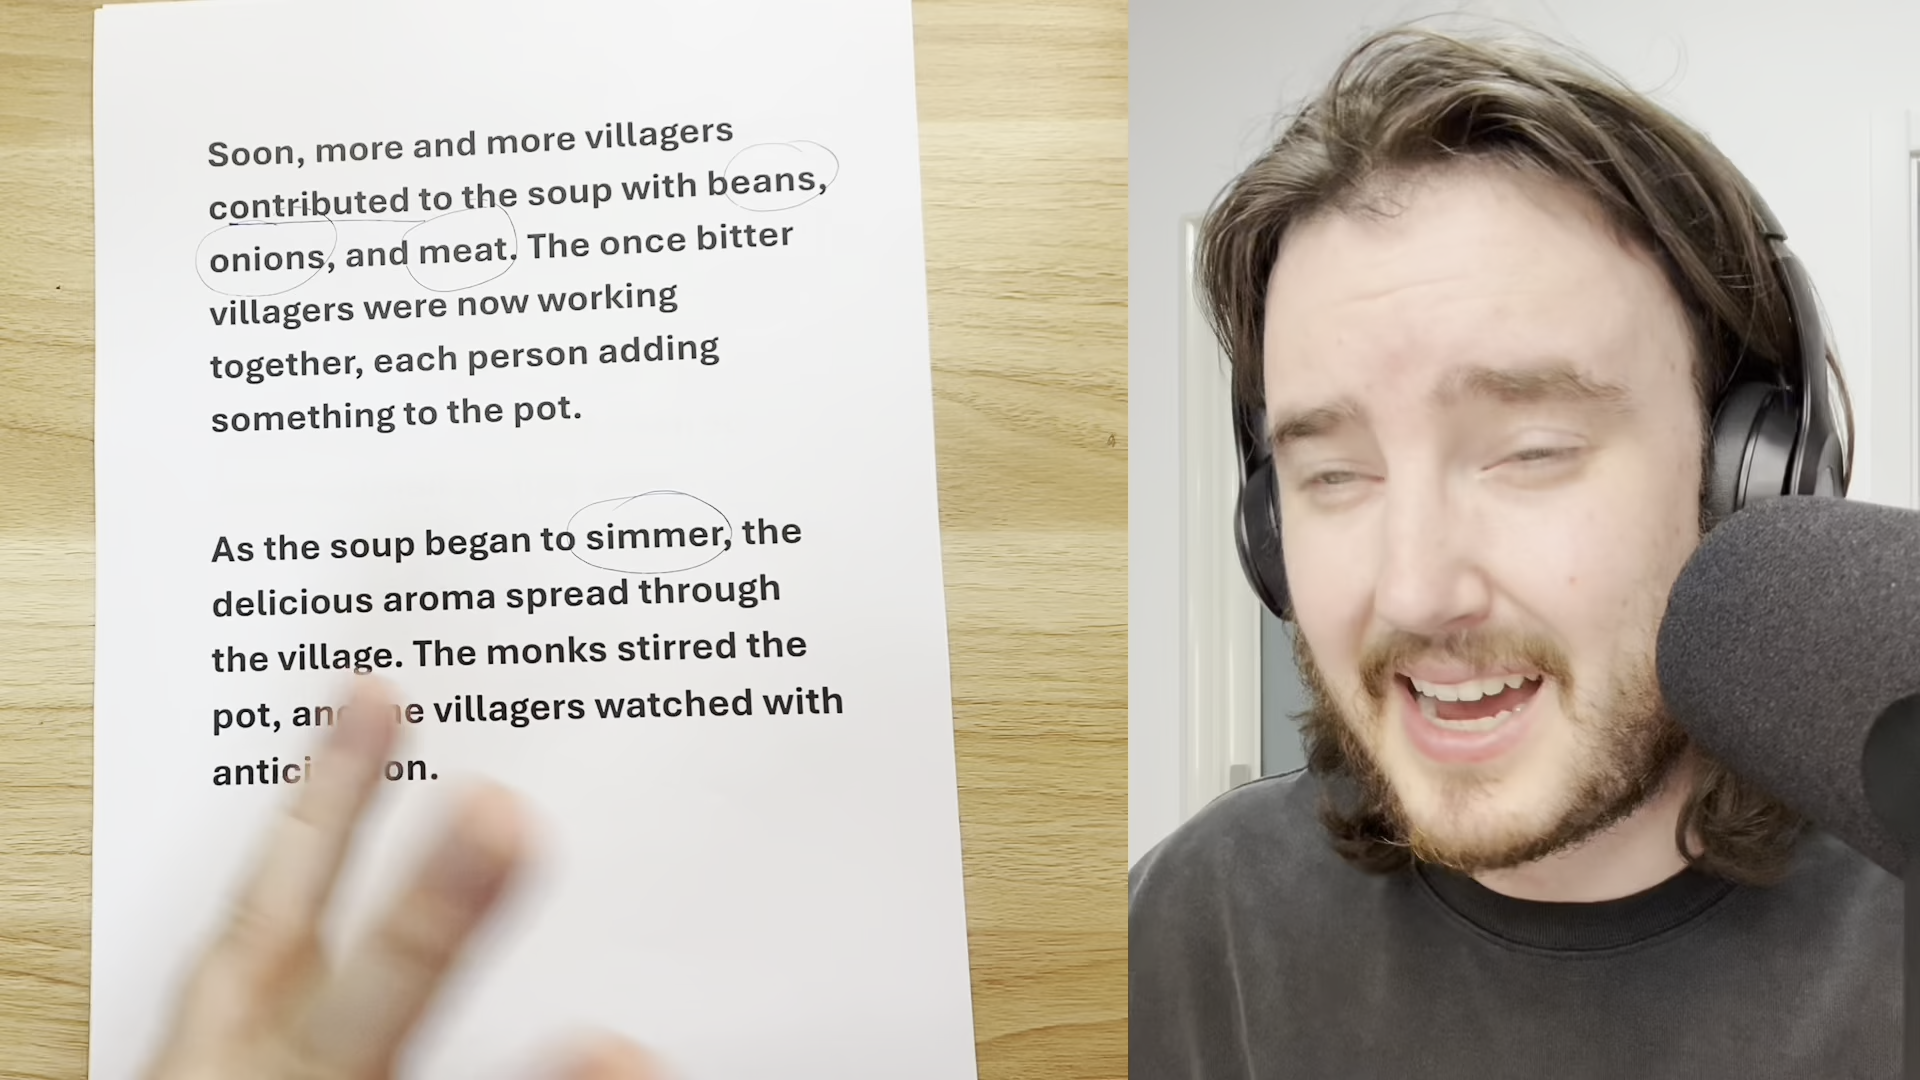 Soon, more and more villagers
contributed to the soup with beans,
onions, and meat. The once bitter
villagers were now working
together, each person adding
something to the pot.
As the soup began to simmer, the
delicious aroma spread through
the village. The monks stirred the
pot, villagers watched with